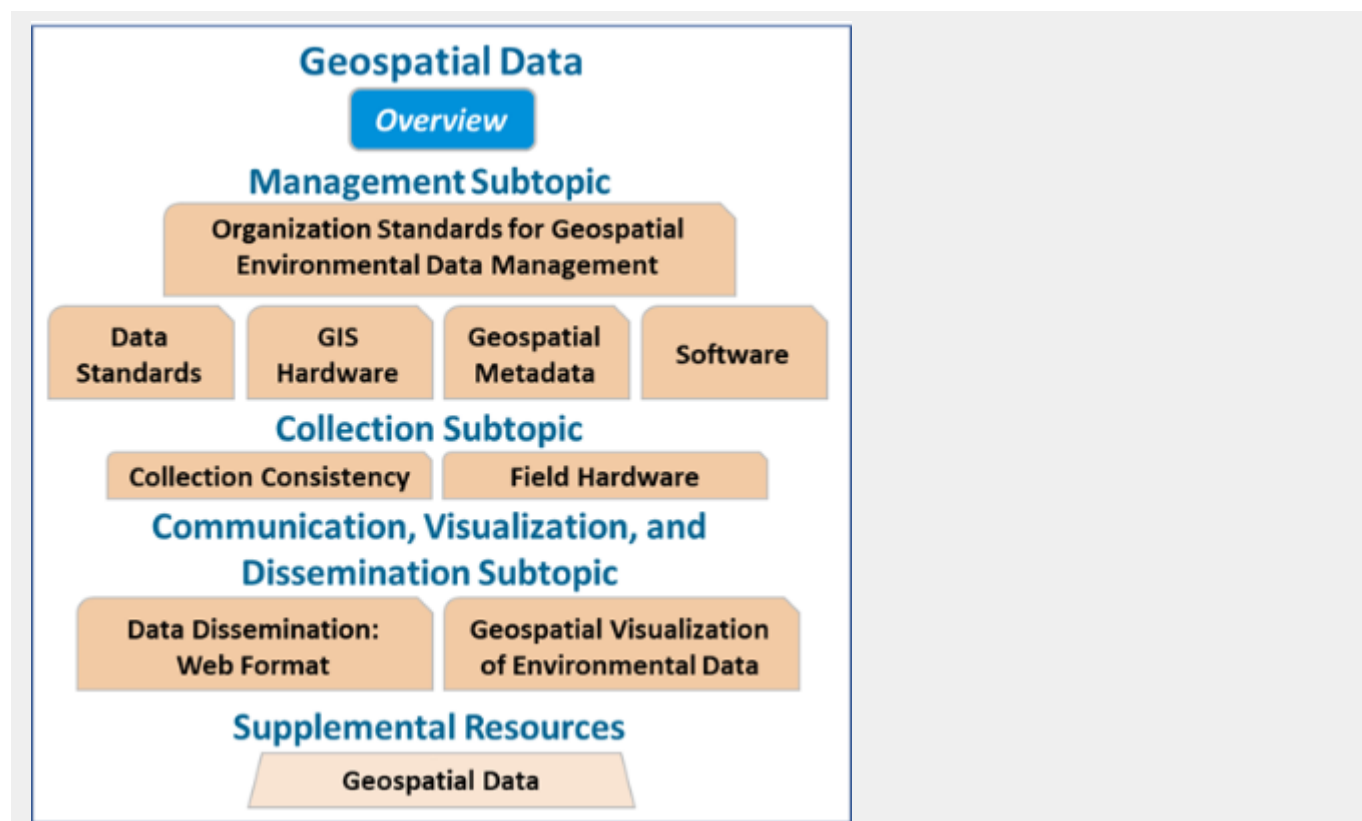 Geospatial Data
Overview
Management Subtopic
Organization Standards for Geospatial
Environmental Data Management
Data
Standards
GIS
Hardware
Geospatial
Metadata
Software
Collection Subtopic
Collection Consistency
Field Hardware
Communication, Visualization, and
Dissemination Subtopic
Data Dissemination:
Web Format
Geospatial Visualization
of Environmental Data
Supplemental Resources
Geospatial Data